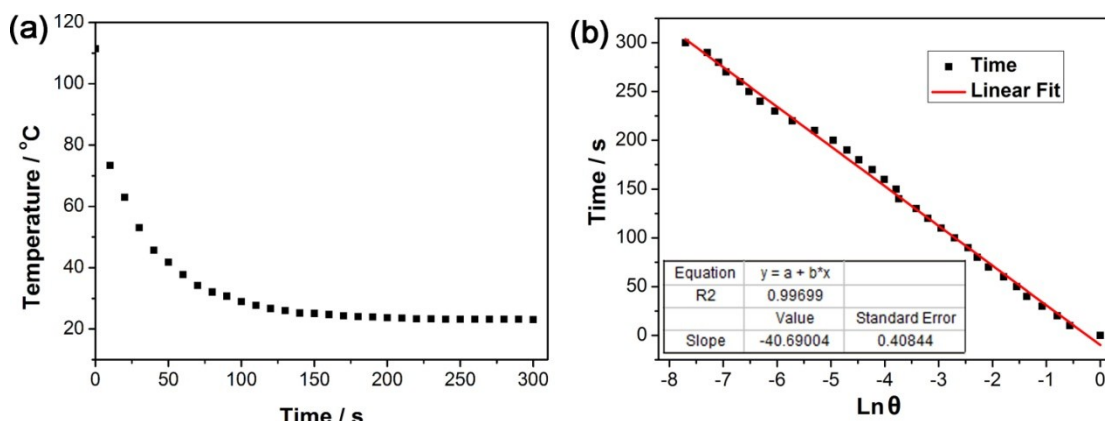 (a)
120
100
80
60
40
20
Temperature / °C
0 50 100 150 200 250 300
Time / s
(b)
300
250
200
150
100
50
0
Time / s
Time
Linear Fit
Equation y = a + b*x
R2 0.99699
Value Standard Error
Slope -40.69004 0.40844
-8 -7 -6 -5 -4 -3 -2 -1 0
Ln θ